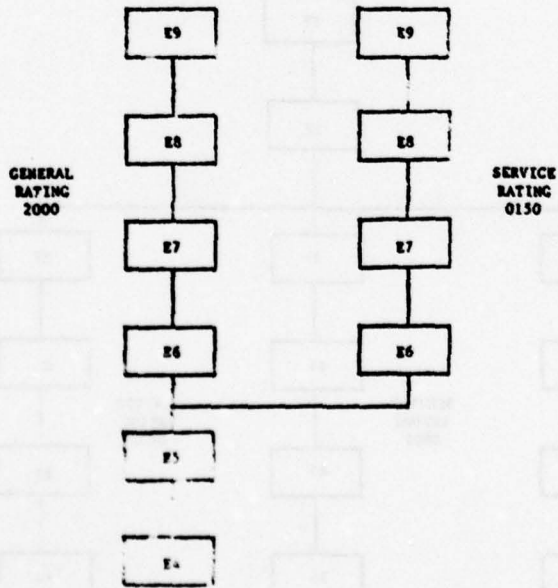 E9 E9
E8 E8
GENERAL
RATING
2000
SERVICE
RATING
0150
E7 E7
E6 E6
E5
E4